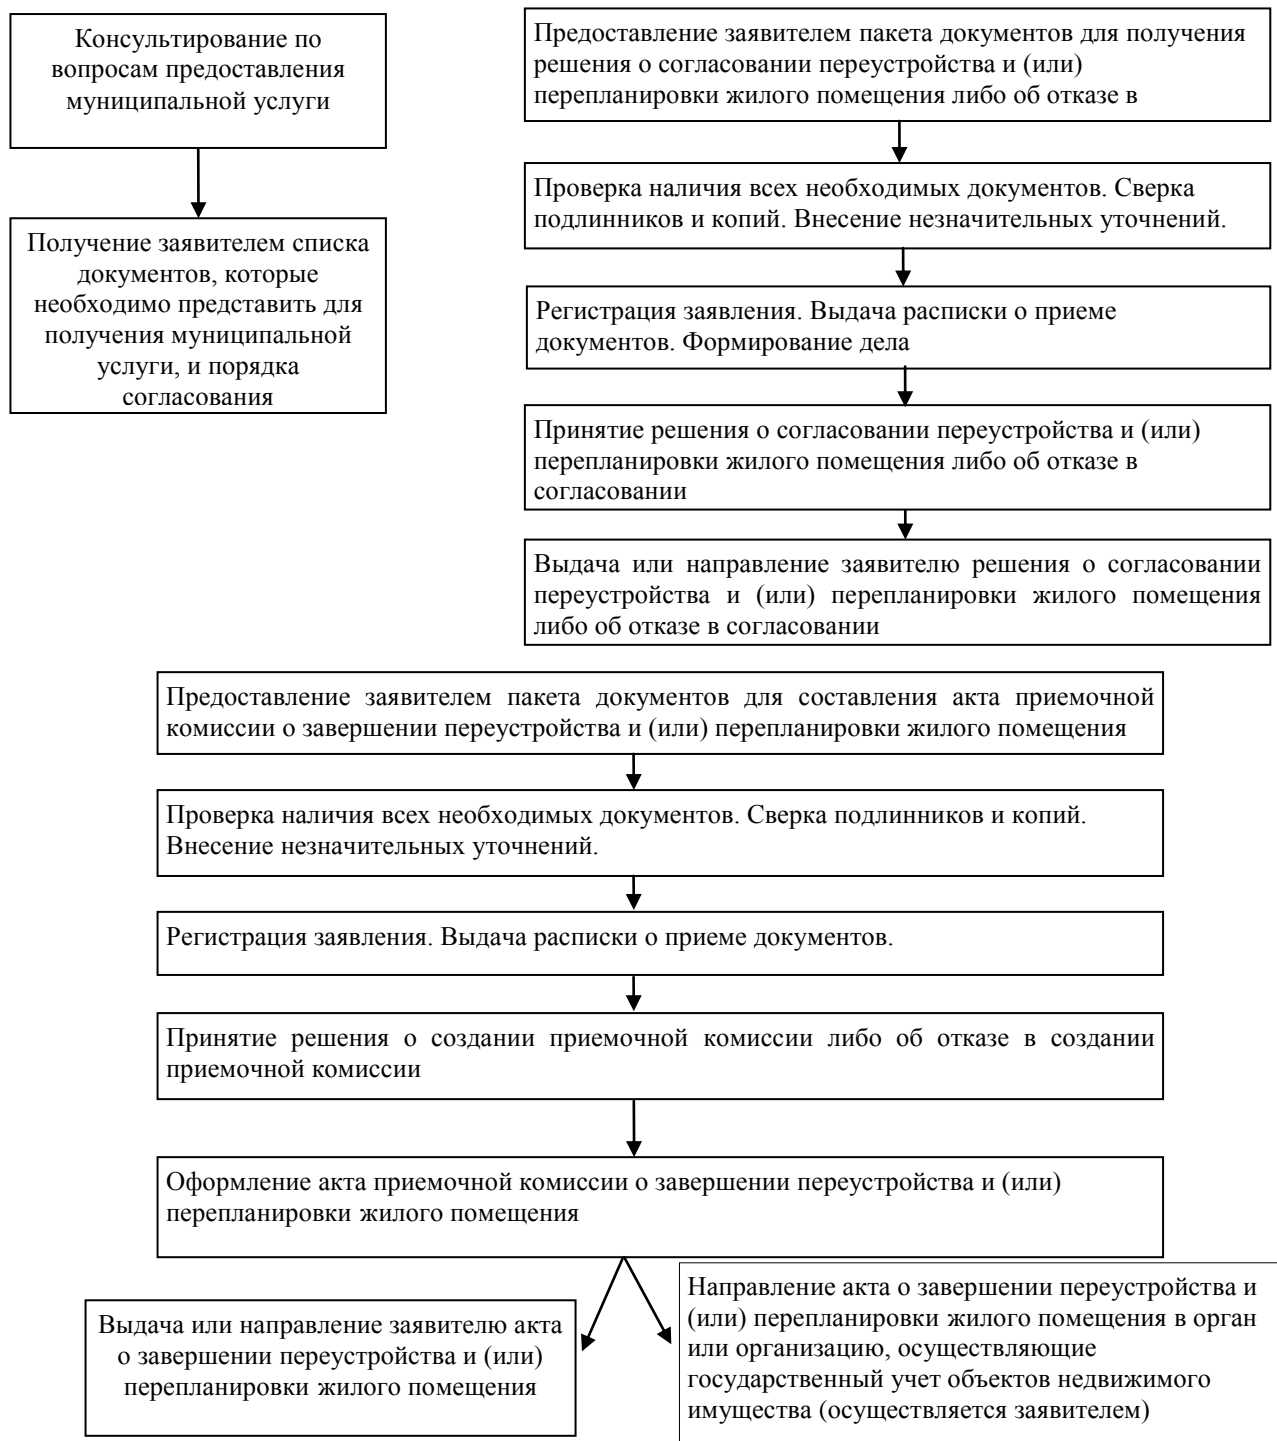 Консультирование по
вопросам предоставления
муниципальной услуги
Получение заявителем списка
документов, которые
необходимо представить для
получения муниципальной
услуги, и порядка
согласования
Предоставление заявителем пакета документов для получения
решения о согласовании переустройства и (или)
перепланировки жилого помещения либо об отказе в
Проверка наличия всех необходимых документов. Сверка
подлинников и копий. Внесение незначительных уточнений.
Регистрация заявления. Выдача расписки о приеме
документов. Формирование дела
Принятие решения о согласовании переустройства и (или)
перепланировки жилого помещения либо об отказе в
согласовании
Выдача или направление заявителю решения о согласовании
переустройства и (или) перепланировки жилого помещения
либо об отказе в согласовании
Предоставление заявителем пакета документов для составления акта приемочной
комиссии о завершении переустройства и (или) перепланировки жилого помещения
Проверка наличия всех необходимых документов. Сверка подлинников и копий.
Внесение незначительных уточнений.
Регистрация заявления. Выдача расписки о приеме документов.
Принятие решения о создании приемочной комиссии либо об отказе в создании
приемочной комиссии
Оформление акта приемочной комиссии о завершении переустройства и (или)
перепланировки жилого помещения
Выдача или направление заявителю акта
о завершении переустройства и (или)
перепланировки жилого помещения
Направление акта о завершении переустройства и
(или) перепланировки жилого помещения в орган
или организацию, осуществляющие
государственный учет объектов недвижимого
имущества (осуществляется заявителем)